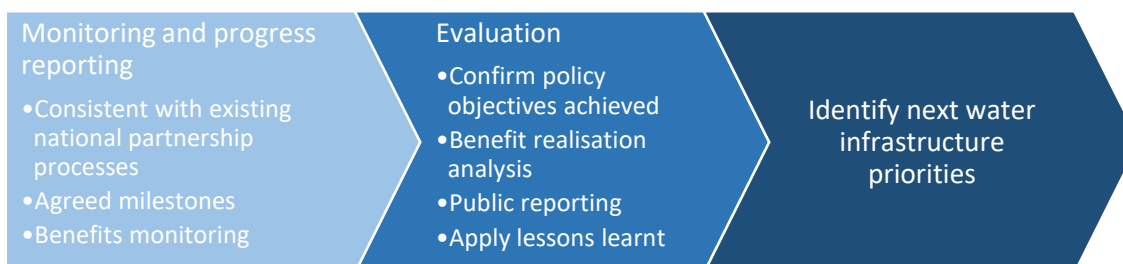 Monitoring and progress
reporting
•Consistent with existing
national partnership
processes
•Agreed milestones
•Benefits monitoring
Evaluation
•Confirm policy
objectives achieved
•Benefit realisation
analysis
•Public reporting
•Apply lessons learnt
Identify next water
infrastructure
priorities